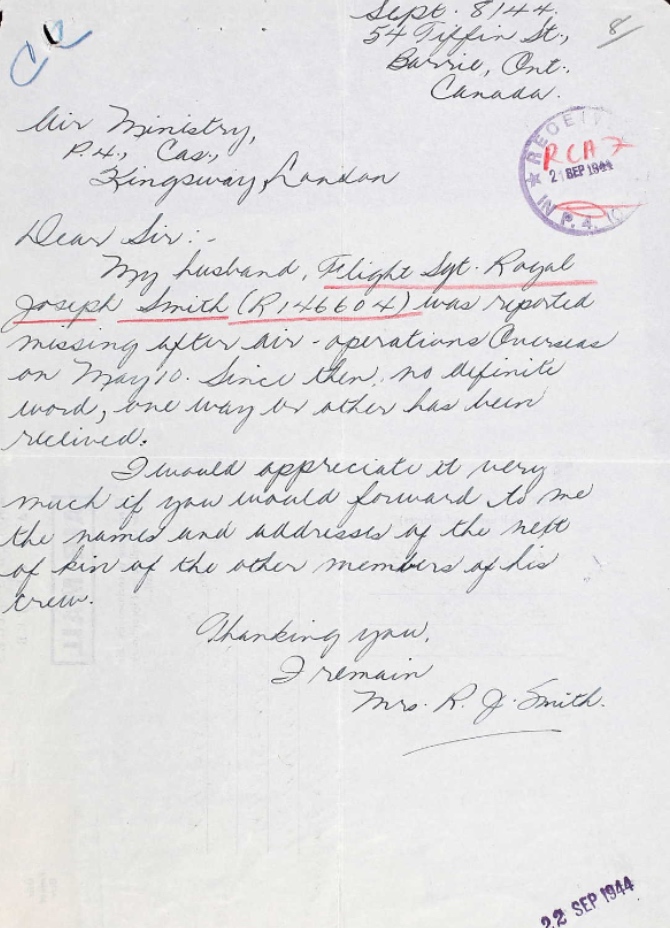 Sept. 8/44.
54 Tiffin St.,
Barrie, Ont.
Canada.
8/
Air Ministry,
P.4., Cas.,
Kingsway, London
RECEIV
RCAF
21 SEP 1944
IN P. 4.
Dear Sir:-
My husband, Flight Sgt. Royal
Joseph Smith (R146604) was reported
missing after air-operations Overseas
on May 10. Since then, no definite
word, one way or other has been
received.
I would appreciate it very
much if you would forward to me
the names and addresses of the next
of kin of the other members of his
crew.
Thanking you,
I remain
Mrs. R. J. Smith.
22 SEP 1944